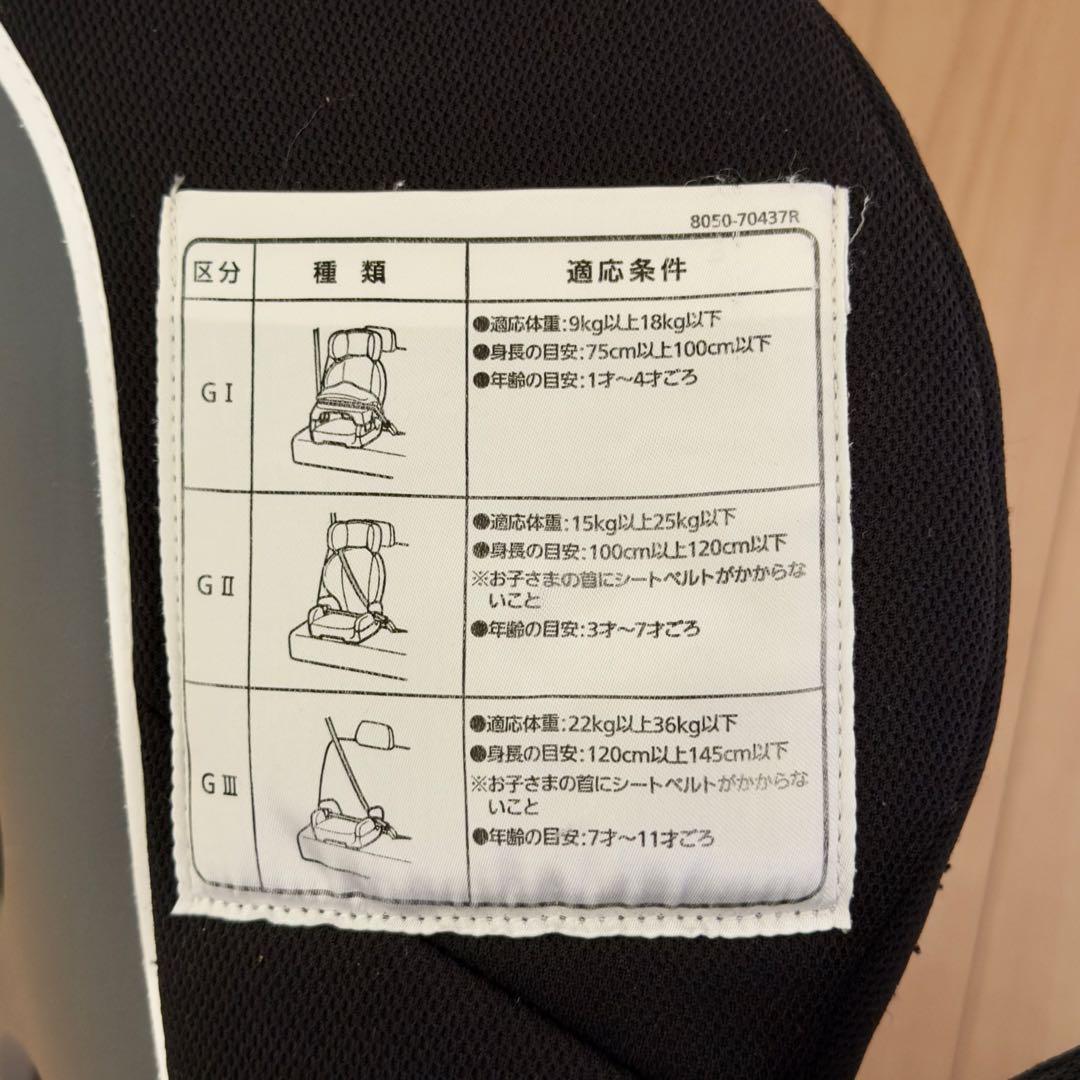 8050-70437R
区分 種類 適応条件
GⅠ
●適応体重:9kg以上18kg以下
●身長の目安:75cm以上100cm以下
●年齢の目安:1才〜4才ごろ
GⅡ
●適応体重:15kg以上25kg以下
●身長の目安:100cm以上120cm以下
※お子さまの首にシートベルトがかからな
いこと
●年齢の目安:3才〜7才ごろ
GⅢ
●適応体重:22kg以上36kg以下
●身長の目安:120cm以上145cm以下
※お子さまの首にシートベルトがかからな
いこと
●年齢の目安:7才〜11才ごろ